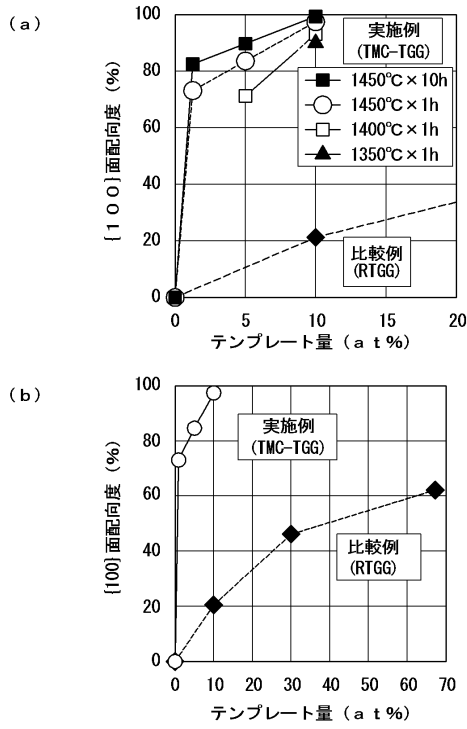 （ａ）
100
80
60
40
20
0
｛１００｝面配向度（％）
実施例
(TMC-TGG)
1450℃×10h
1450℃×1h
1400℃×1h
1350℃×1h
比較例
(RTGG)
0 5 10 15 20
テンプレート量（ａｔ％）
（ｂ）
100
80
60
40
20
0
{100}面配向度（％）
実施例
(TMC-TGG)
比較例
(RTGG)
0 10 20 30 40 50 60 70
テンプレート量（ａｔ％）